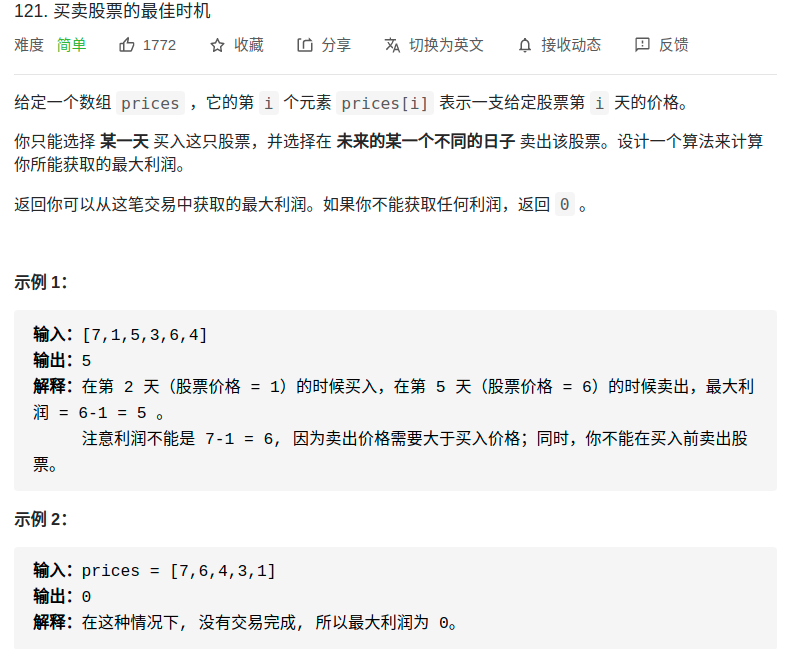 121. 买卖股票的最佳时机
难度 简单 1772 收藏 分享 切换为英文 接收动态 反馈
给定一个数组 prices ，它的第 i 个元素 prices[i] 表示一支给定股票第 i 天的价格。
你只能选择 某一天 买入这只股票，并选择在 未来的某一个不同的日子 卖出该股票。设计一个算法来计算
你所能获取的最大利润。
返回你可以从这笔交易中获取的最大利润。如果你不能获取任何利润，返回 0 。
示例 1：
输入：[7,1,5,3,6,4]
输出：5
解释：在第 2 天（股票价格 = 1）的时候买入，在第 5 天（股票价格 = 6）的时候卖出，最大利
润 = 6-1 = 5 。
注意利润不能是 7-1 = 6, 因为卖出价格需要大于买入价格；同时，你不能在买入前卖出股
票。
示例 2：
输入：prices = [7,6,4,3,1]
输出：0
解释：在这种情况下, 没有交易完成, 所以最大利润为 0。